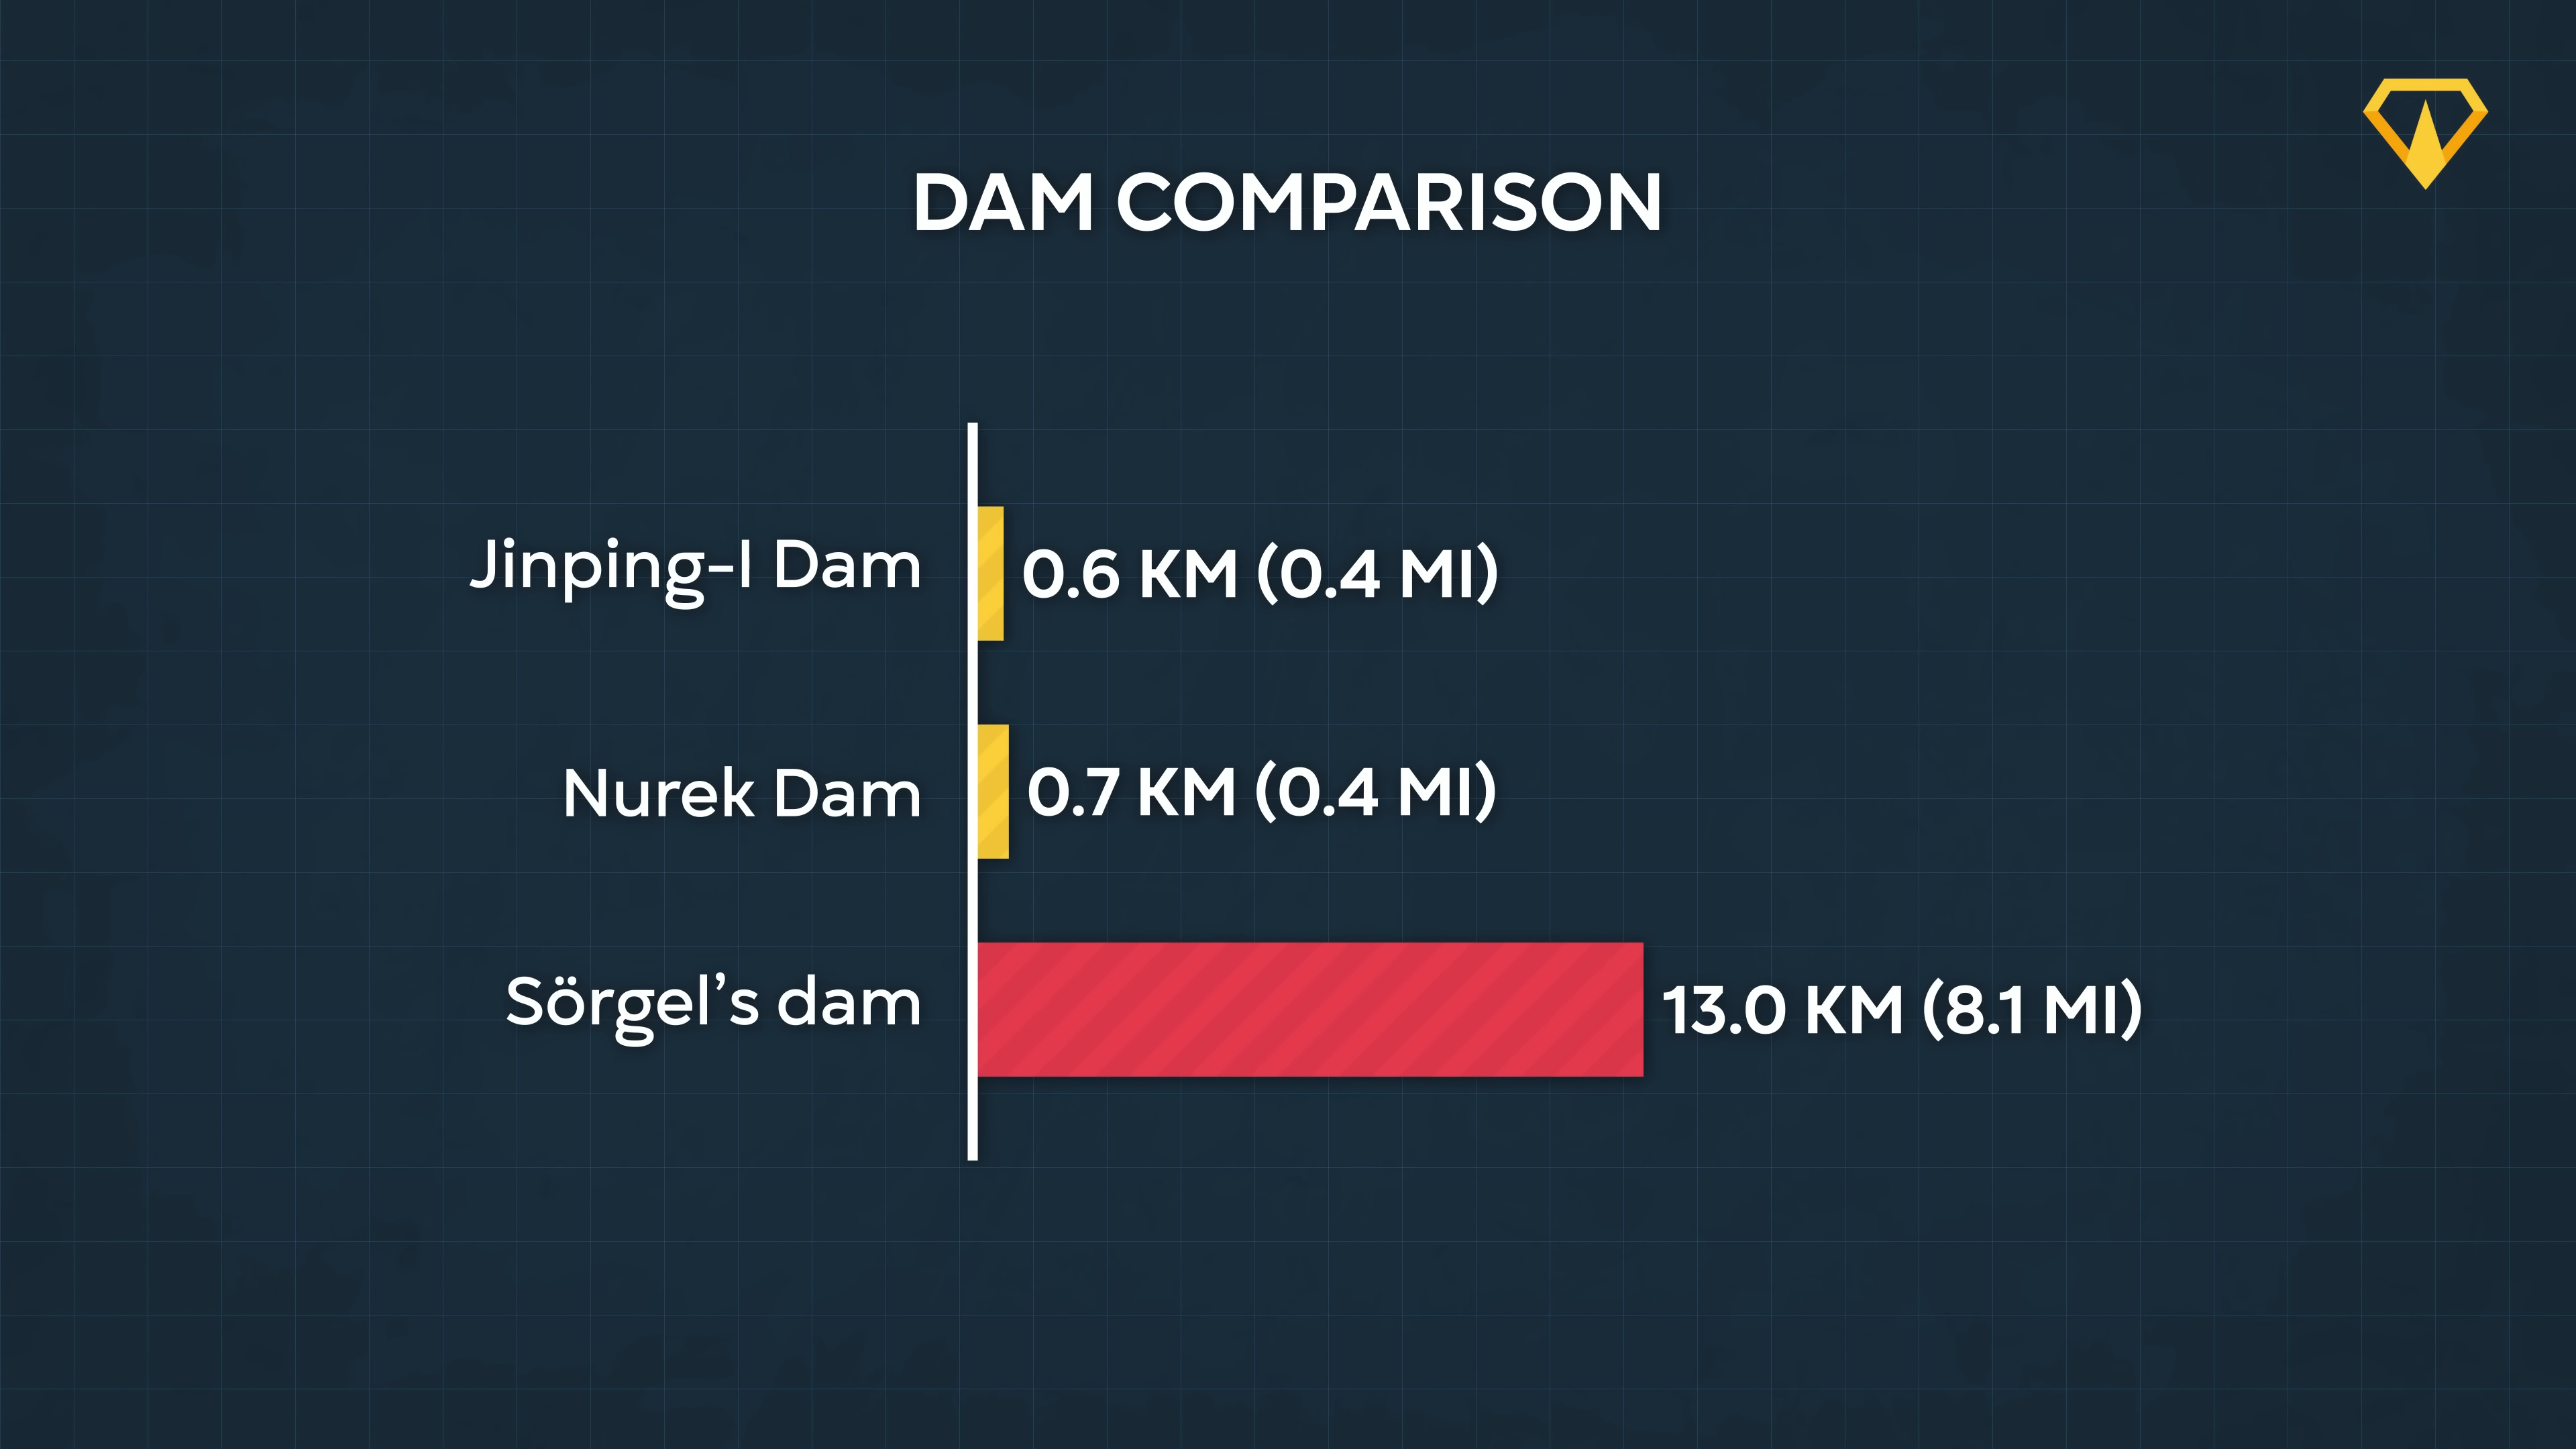 DAM COMPARISON
Jinping-I Dam
0.6 KM (0.4 MI)
Nurek Dam
0.7 KM (0.4 MI)
Sörgel’s dam
13.0 KM (8.1 MI)